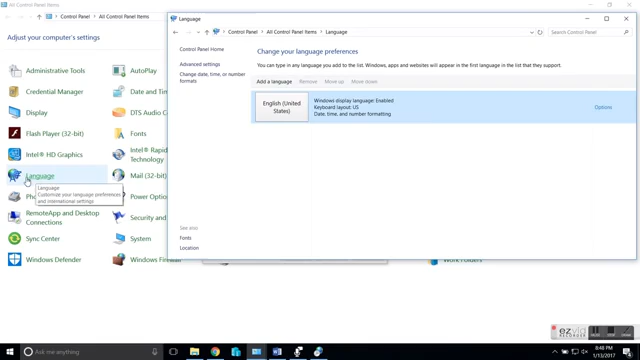 All Control Panel Items
Control Panel > All Control Panel Items
Adjust your computer's settings
Administrative Tools
AutoPlay
Credential Manager
Date and Tim
Display
DTS Audio C
Flash Player (32-bit)
Fonts
Intel® HD Graphics
Intel® Rapid
Technology
Language
Mail (32-bit)
Language
Customize your language preferences
and international settings
Power Optio
RemoteApp and Desktop
Connections
Security and
Sync Center
System
Windows Defender
Windows Firewall
Work Folders
Language
Control Panel > All Control Panel Items > Language
Search Control Panel
Control Panel Home
Advanced settings
Change date, time, or number
formats
Change your language preferences
You can type in any language you add to the list. Windows, apps and websites will appear in the first language in the list that they support.
Add a language Remove Move up Move down
English (United
States)
Windows display language: Enabled
Keyboard layout: US
Date, time, and number formatting
Options
See also
Fonts
Location
ezvid
RECORDER
PAUSE STOP DRAW
Ask me anything
8:48 PM
1/13/2017